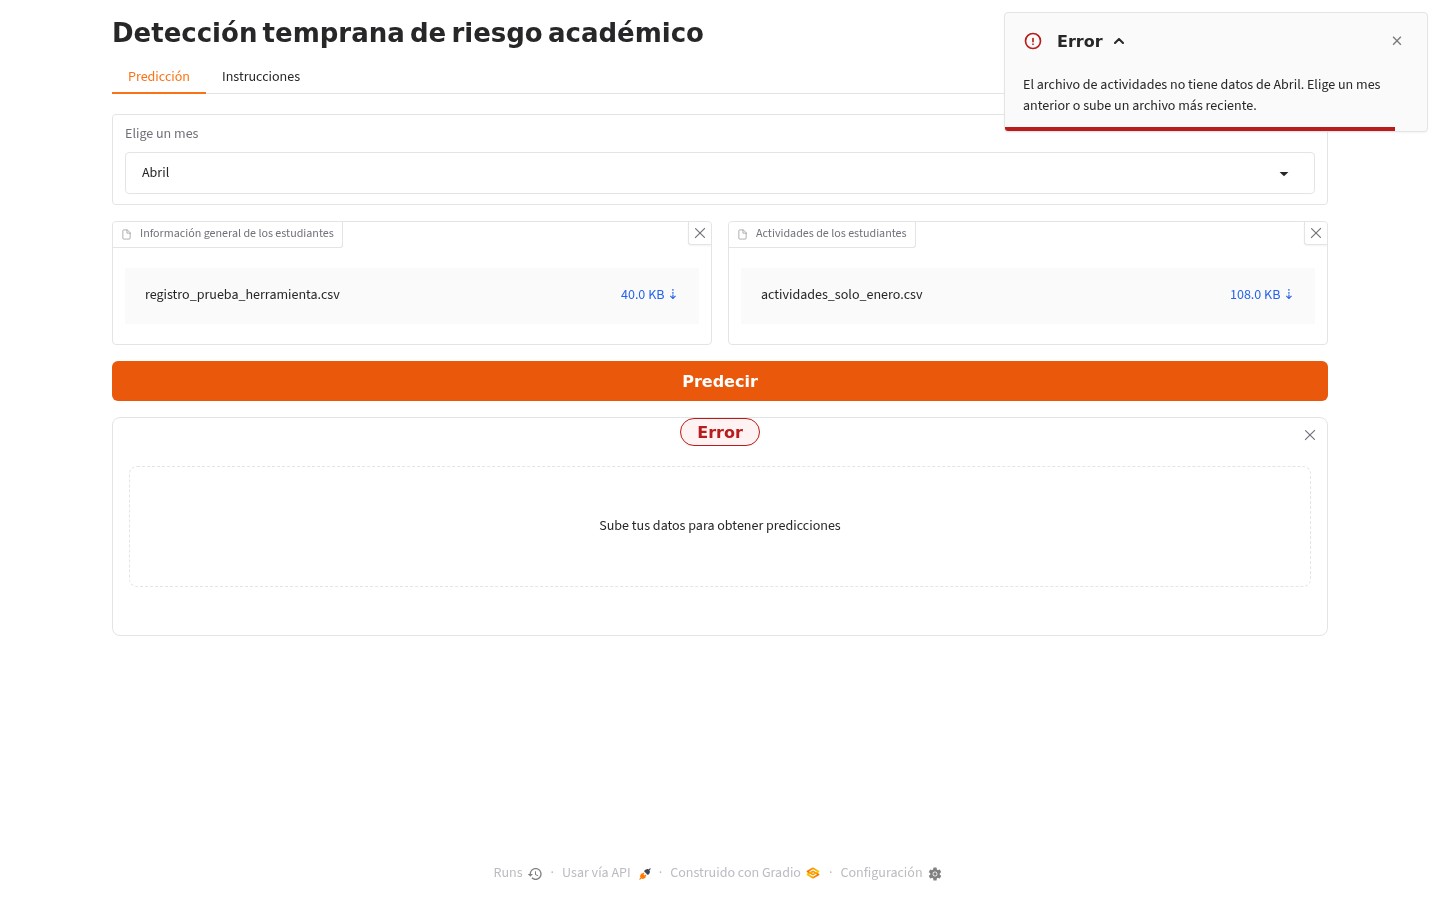 Detección temprana de riesgo académico
Predicción
Instrucciones
Error
El archivo de actividades no tiene datos de Abril. Elige un mes
anterior o sube un archivo más reciente.
Elige un mes
Abril
Información general de los estudiantes
registro_prueba_herramienta.csv
40.0 KB ⇣
Actividades de los estudiantes
actividades_solo_enero.csv
108.0 KB ⇣
Predecir
Error
Sube tus datos para obtener predicciones
Runs · Usar vía API · Construido con Gradio · Configuración